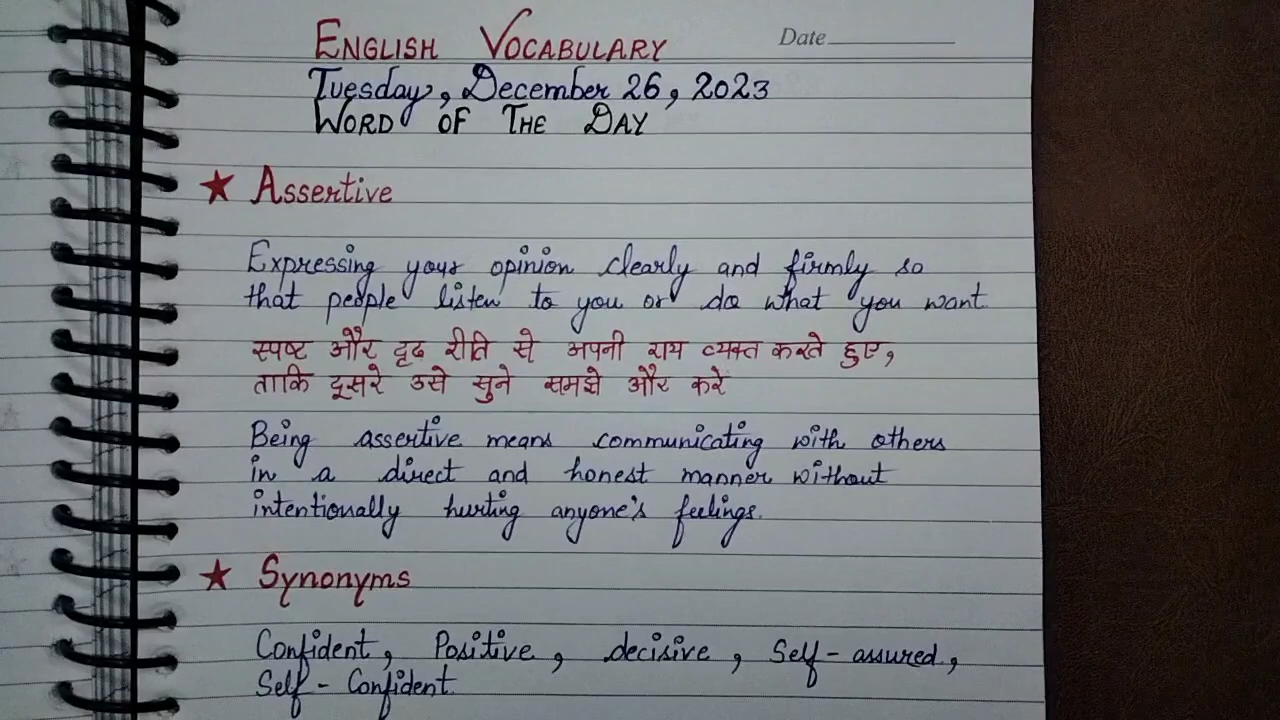 ENGLISH VOCABULARY
Date
Tuesday, December 26, 2023
WORD OF THE DAY
★ Assertive
Expressing your opinion clearly and firmly so
that people listen to you or do what you want
स्पष्ट और दृढ रीति से अपनी राय व्यक्त करते हुए,
ताकि दूसरे उसे सुने समझे और करे
Being assertive means communicating with others
in a direct and honest manner without
intentionally hurting anyone's feelings.
★ Synonyms
Confident, Positive, decisive, Self-assured,
Self-Confident